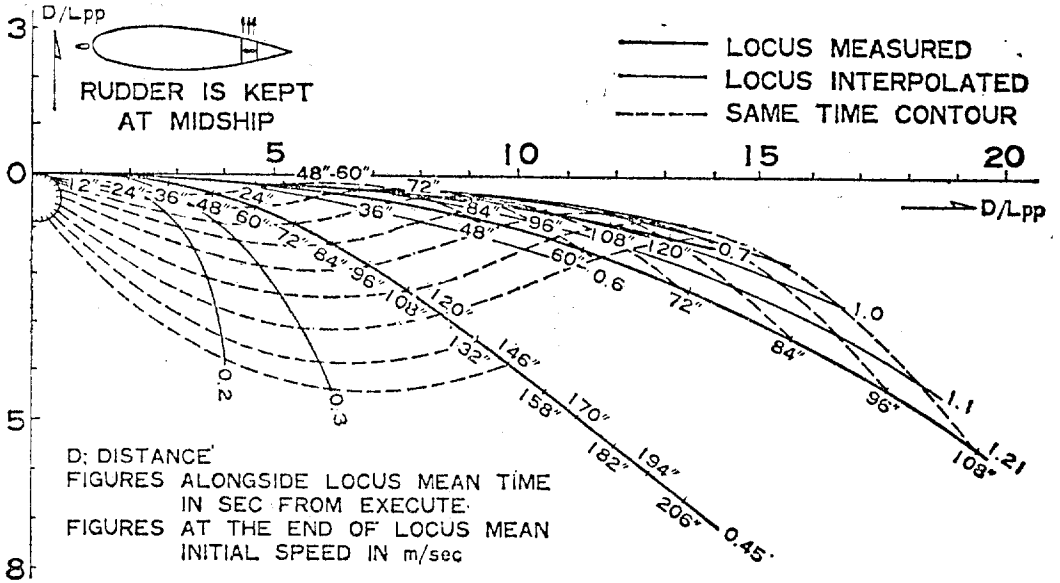 D/Lpp
3
RUDDER IS KEPT
AT MIDSHIP
LOCUS MEASURED
LOCUS INTERPOLATED
SAME TIME CONTOUR
0
5
10
15
20
D/Lpp
12" 24" 36" 48" 60" 72" 84" 96" 108" 120" 132" 146" 158" 170" 182" 194" 206" 0.45
24" 36" 48" 60" 0.6
48" 60" 72" 84" 96" 108" 120" 0.7
72" 84" 96" 108" 1.21
1.0
1.1
0.2
0.3
5
8
D; DISTANCE
FIGURES ALONGSIDE LOCUS MEAN TIME
IN SEC FROM EXECUTE
FIGURES AT THE END OF LOCUS MEAN
INITIAL SPEED IN m/sec